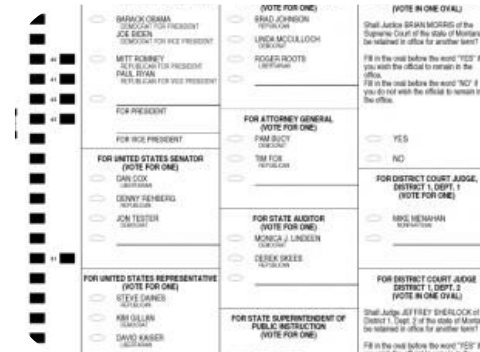 BARACK OBAMA
DEMOCRAT FOR PRESIDENT
JOE BIDEN
DEMOCRAT FOR VICE PRESIDENT
MITT ROMNEY
REPUBLICAN FOR PRESIDENT
PAUL RYAN
REPUBLICAN FOR VICE PRESIDENT
FOR PRESIDENT
FOR VICE PRESIDENT
FOR UNITED STATES SENATOR
(VOTE FOR ONE)
DAN COX
LIBERTARIAN
DENNY REHBERG
REPUBLICAN
JON TESTER
DEMOCRAT
FOR UNITED STATES REPRESENTATIVE
(VOTE FOR ONE)
STEVE DAINES
REPUBLICAN
KIM GILLAN
DEMOCRAT
DAVID KAISER
LIBERTARIAN
(VOTE FOR ONE)
BRAD JOHNSON
REPUBLICAN
LINDA MCCULLOCH
DEMOCRAT
ROGER ROOTS
LIBERTARIAN
FOR ATTORNEY GENERAL
(VOTE FOR ONE)
PAM BUCY
DEMOCRAT
TIM FOX
REPUBLICAN
FOR STATE AUDITOR
(VOTE FOR ONE)
MONICA J. LINDEEN
DEMOCRAT
DEREK SKEES
REPUBLICAN
FOR STATE SUPERINTENDENT OF
PUBLIC INSTRUCTION
(VOTE FOR ONE)
(VOTE IN ONE OVAL)
Shall Justice BRIAN MORRIS of the
Supreme Court of the state of Montana
be retained in office for another term?
Fill in the oval before the word "YES" if
you wish the official to remain in the
office.
Fill in the oval before the word "NO" if
you do not wish the official to remain in
the office.
YES
NO
FOR DISTRICT COURT JUDGE,
DISTRICT 1, DEPT. 1
(VOTE FOR ONE)
MIKE MENAHAN
NONPARTISAN
FOR DISTRICT COURT JUDGE
DISTRICT 1, DEPT. 2
(VOTE IN ONE OVAL)
Shall Judge JEFFREY SHERLOCK of
District 1, Dept. 2 of the state of Montana
be retained in office for another term?
Fill in the oval before the word "YES" if